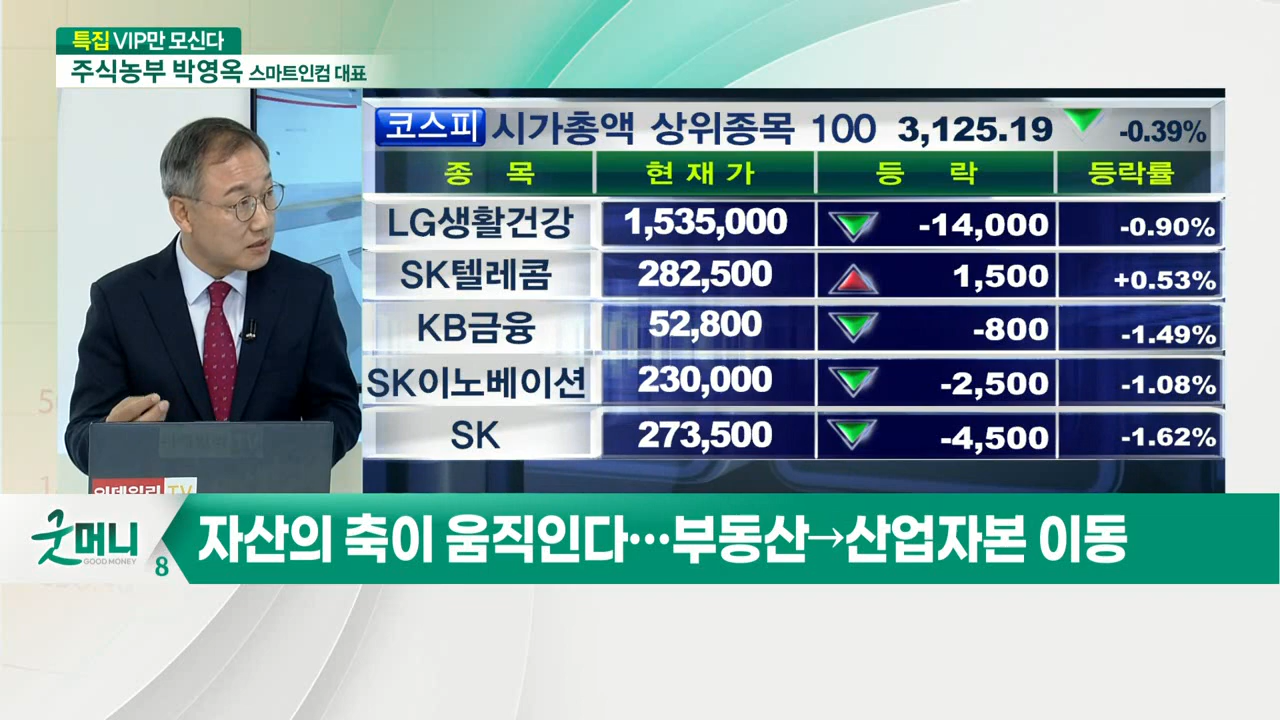 특집 VIP만 모신다
주식농부 박영옥 스마트인컴 대표
코스피 시가총액 상위종목 100 3,125.19 -0.39%
종 목 현 재 가 등 락 등락률
LG생활건강 1,535,000 -14,000 -0.90%
SK텔레콤 282,500 1,500 +0.53%
KB금융 52,800 -800 -1.49%
SK이노베이션 230,000 -2,500 -1.08%
SK 273,500 -4,500 -1.62%
이데일리 TV
굿머니
GOOD MONEY
8
자산의 축이 움직인다…부동산→산업자본 이동